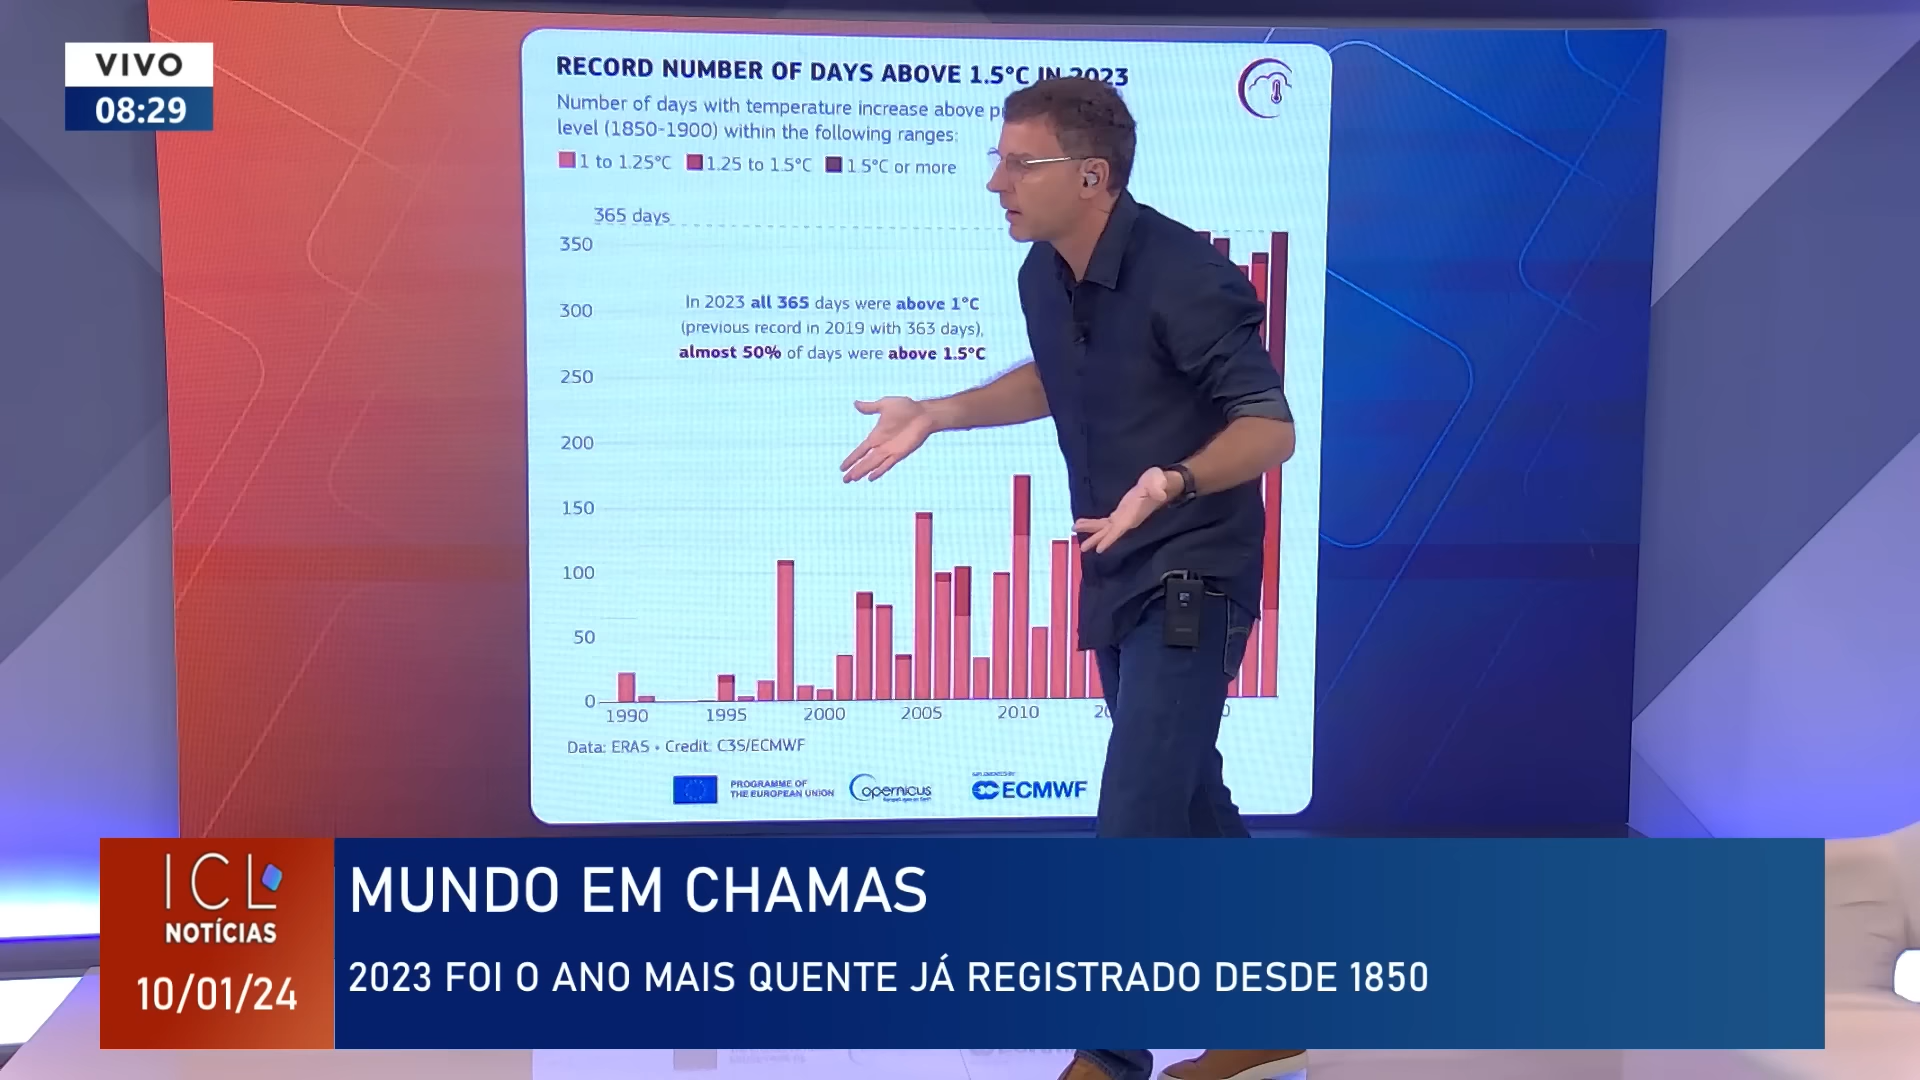 VIVO
08:29
RECORD NUMBER OF DAYS ABOVE 1.5°C IN 2023
Number of days with temperature increase above
level (1850-1900) within the following ranges:
1 to 1.25°C 1.25 to 1.5°C 1.5°C or more
365 days
350
300
250
200
150
100
50
0
In 2023 all 365 days were above 1°C
(previous record in 2019 with 363 days),
almost 50% of days were above 1.5°C
1990 1995 2000 2005 2010
Data: ERA5 • Credit: C3S/ECMWF
PROGRAMME OF
THE EUROPEAN UNION
Copernicus
IMPLEMENTED BY
ECMWF
ICL
NOTÍCIAS
10/01/24
MUNDO EM CHAMAS
2023 FOI O ANO MAIS QUENTE JÁ REGISTRADO DESDE 1850